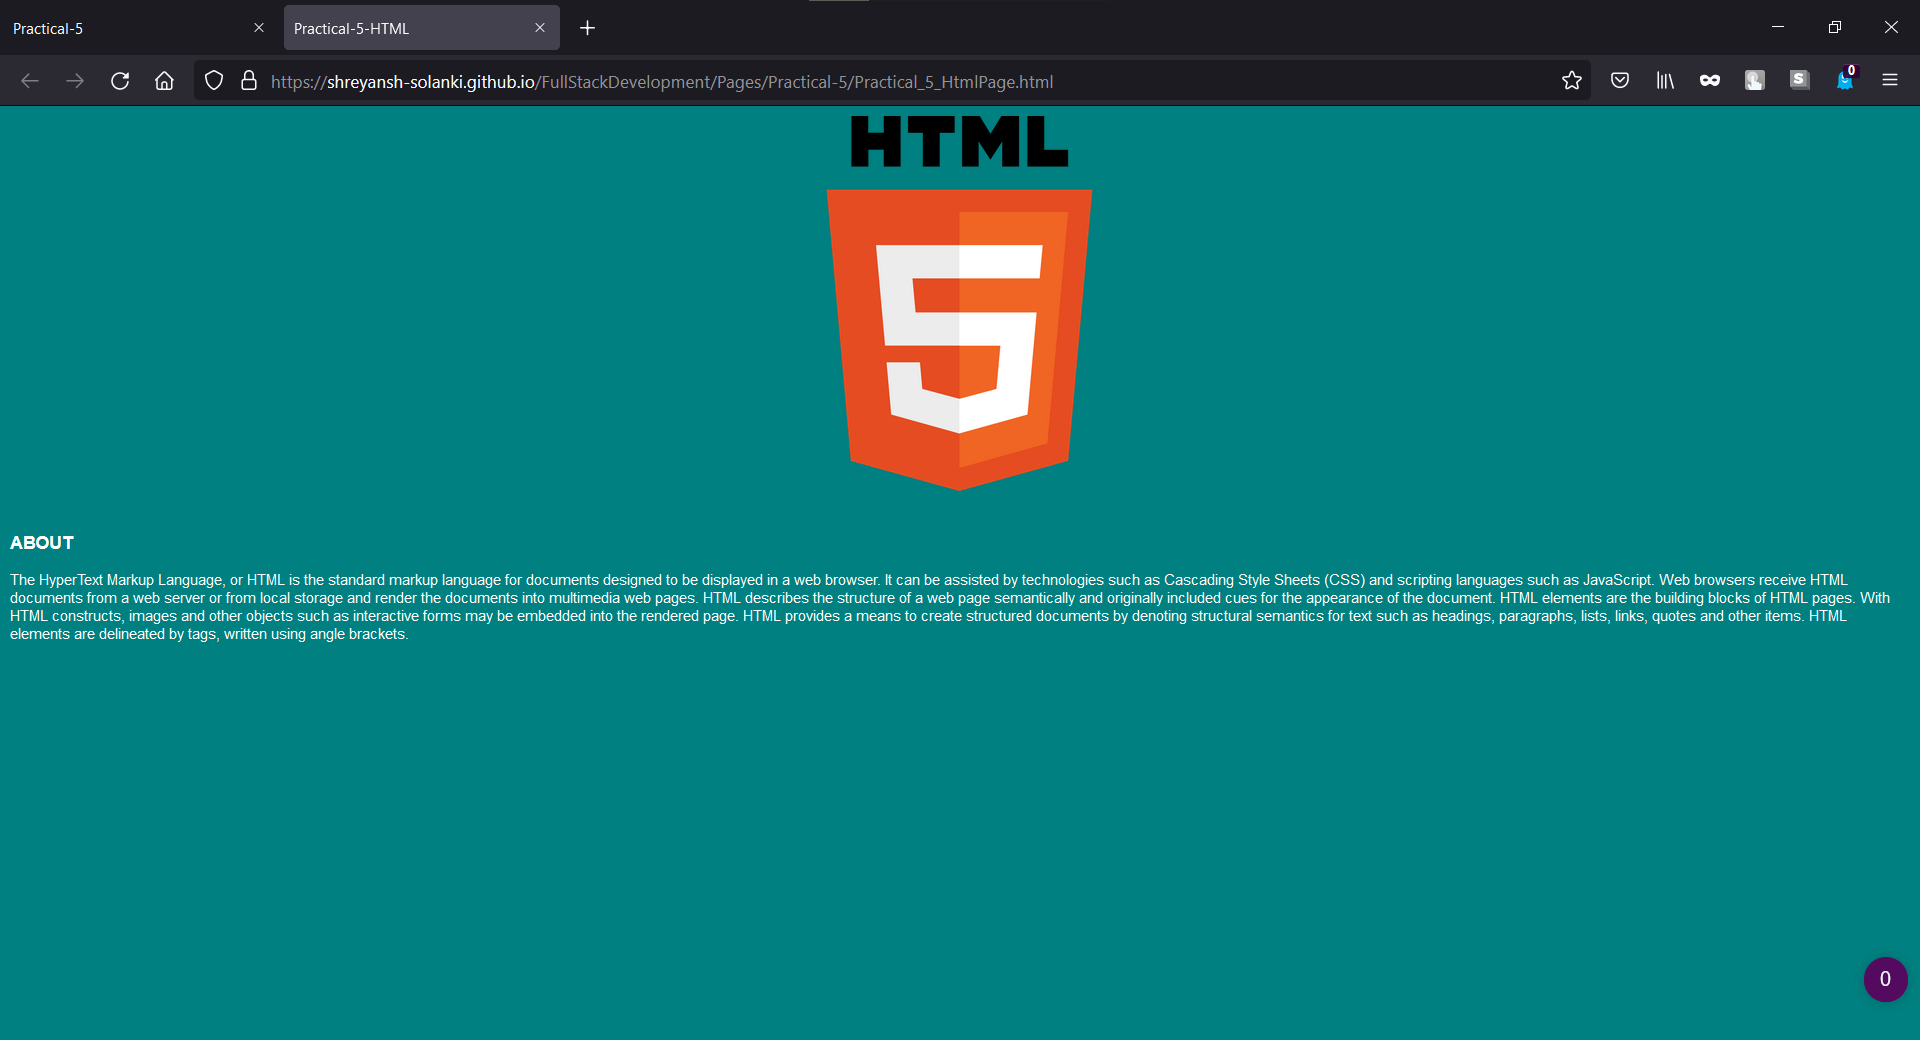 Practical-5
Practical-5-HTML
https://shreyansh-solanki.github.io/FullStackDevelopment/Pages/Practical-5/Practical_5_HtmlPage.html
S
0
HTML
5
ABOUT
The HyperText Markup Language, or HTML is the standard markup language for documents designed to be displayed in a web browser. It can be assisted by technologies such as Cascading Style Sheets (CSS) and scripting languages such as JavaScript. Web browsers receive HTML
documents from a web server or from local storage and render the documents into multimedia web pages. HTML describes the structure of a web page semantically and originally included cues for the appearance of the document. HTML elements are the building blocks of HTML pages. With
HTML constructs, images and other objects such as interactive forms may be embedded into the rendered page. HTML provides a means to create structured documents by denoting structural semantics for text such as headings, paragraphs, lists, links, quotes and other items. HTML
elements are delineated by tags, written using angle brackets.
0